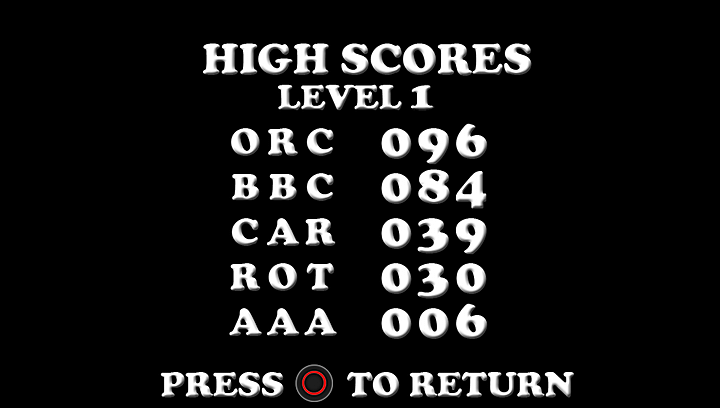 HIGH SCORES
LEVEL 1
ORC 096
BBC 084
CAR 039
ROT 030
AAA 006
PRESS TO RETURN